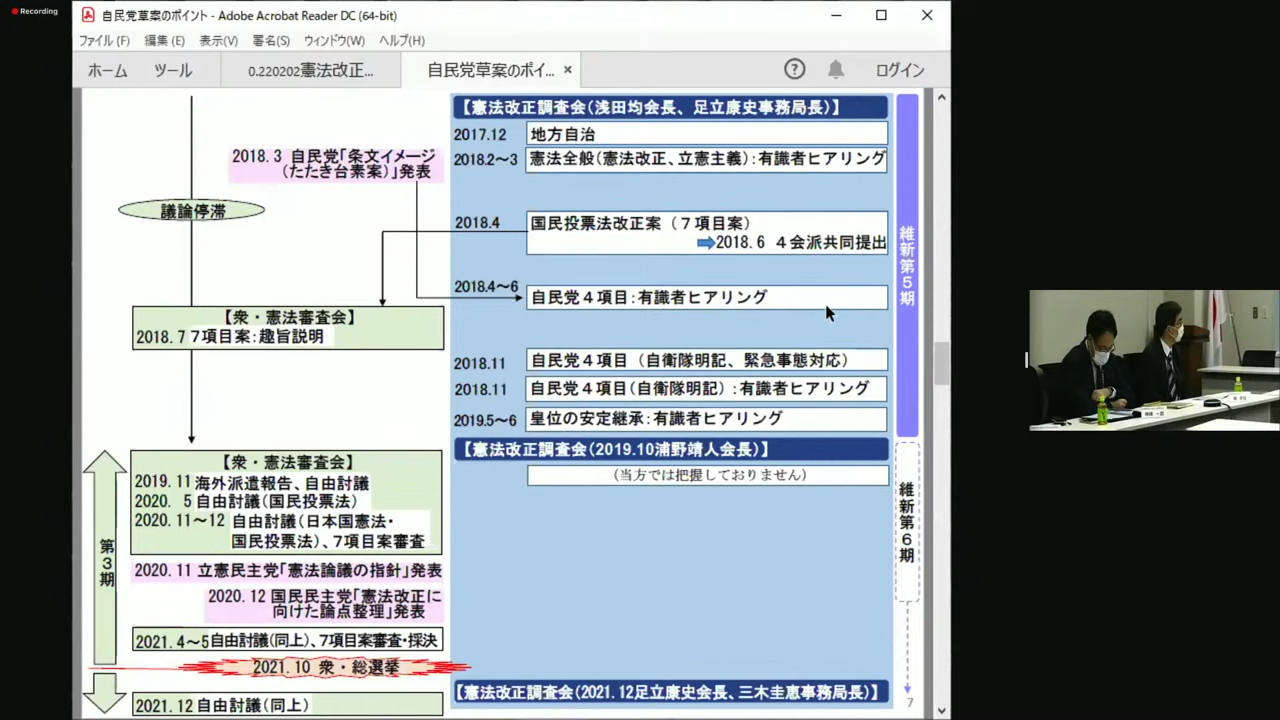 Recording
自民党草案のポイント - Adobe Acrobat Reader DC (64-bit)
ファイル(F) 編集(E) 表示(V) 署名(S) ウィンドウ(W) ヘルプ(H)
ホーム ツール 0.220202憲法改正... 自民党草案のポイ... × ログイン
【憲法改正調査会(浅田均会長、足立康史事務局長)】
2017.12 地方自治
2018.2～3 憲法全般(憲法改正、立憲主義):有識者ヒアリング
2018.3 自民党「条文イメージ
(たたき台素案)」発表
議論停滞
2018.4 国民投票法改正案(7項目案)
2018.6 4会派共同提出
2018.4～6 自民党4項目:有識者ヒアリング
【衆・憲法審査会】
2018.7 7項目案:趣旨説明
2018.11 自民党4項目(自衛隊明記、緊急事態対応)
2018.11 自民党4項目(自衛隊明記):有識者ヒアリング
2019.5～6 皇位の安定継承:有識者ヒアリング
維新第5期
【憲法改正調査会(2019.10浦野靖人会長)】
(当方では把握しておりません)
維新第6期
【衆・憲法審査会】
2019.11 海外派遣報告、自由討議
2020. 5 自由討議(国民投票法)
2020.11～12 自由討議(日本国憲法・
国民投票法)、7項目案審査
第3期
2020.11 立憲民主党「憲法論議の指針」発表
2020.12 国民民主党「憲法改正に
向けた論点整理」発表
2021.4～5自由討議(同上)、7項目案審査・採決
2021.10 衆・総選挙
【憲法改正調査会(2021.12足立康史会長、三木圭恵事務局長)】
2021.12 自由討議(同上)
7